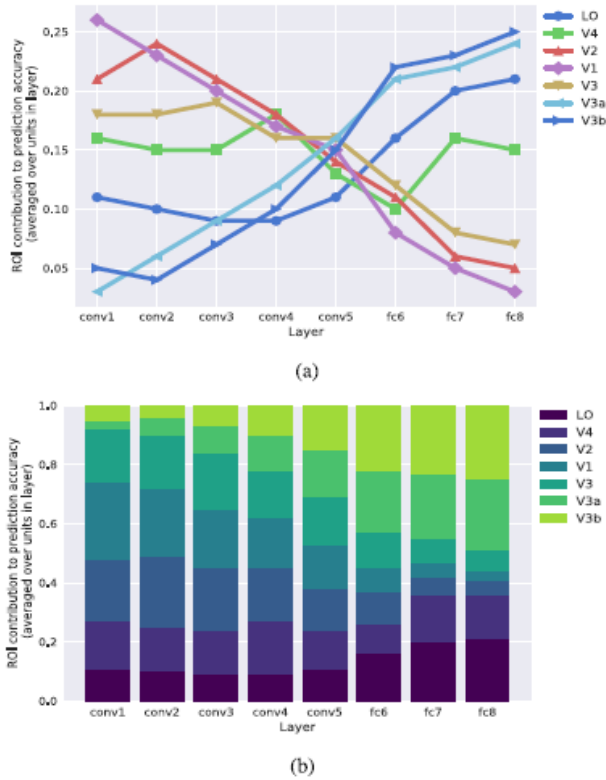 ROI contribution to prediction accuracy
(averaged over units in layer)
0.25
0.20
0.15
0.10
0.05
conv1 conv2 conv3 conv4 conv5 fc6 fc7 fc8
Layer
LO
V4
V2
V1
V3
V3a
V3b
(a)
ROI contribution to prediction accuracy
(averaged over units in layer)
1.0
0.8
0.6
0.4
0.2
0.0
conv1 conv2 conv3 conv4 conv5 fc6 fc7 fc8
Layer
LO
V4
V2
V1
V3
V3a
V3b
(b)